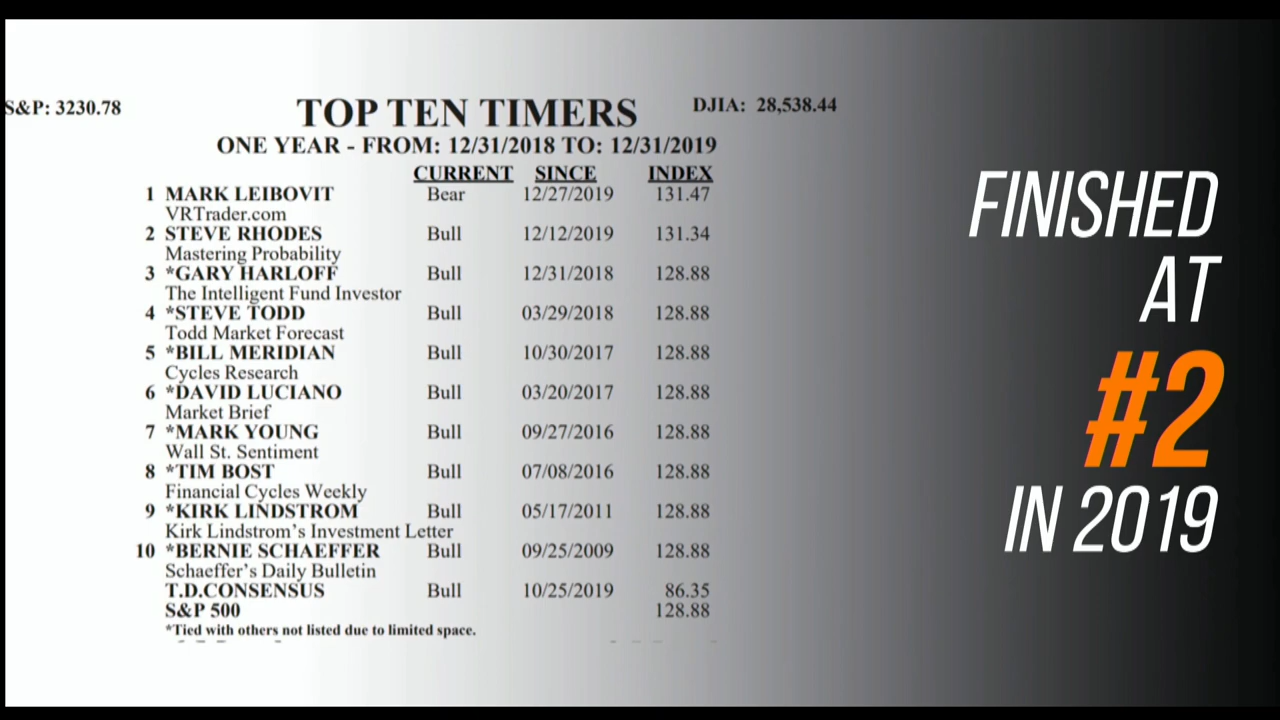 S&P: 3230.78
TOP TEN TIMERS
DJIA: 28,538.44
ONE YEAR - FROM: 12/31/2018 TO: 12/31/2019
CURRENT SINCE INDEX
1 MARK LEIBOVIT Bear 12/27/2019 131.47
VRTrader.com
2 STEVE RHODES Bull 12/12/2019 131.34
Mastering Probability
3 *GARY HARLOFF Bull 12/31/2018 128.88
The Intelligent Fund Investor
4 *STEVE TODD Bull 03/29/2018 128.88
Todd Market Forecast
5 *BILL MERIDIAN Bull 10/30/2017 128.88
Cycles Research
6 *DAVID LUCIANO Bull 03/20/2017 128.88
Market Brief
7 *MARK YOUNG Bull 09/27/2016 128.88
Wall St. Sentiment
8 *TIM BOST Bull 07/08/2016 128.88
Financial Cycles Weekly
9 *KIRK LINDSTROM Bull 05/17/2011 128.88
Kirk Lindstrom's Investment Letter
10 *BERNIE SCHAEFFER Bull 09/25/2009 128.88
Schaeffer's Daily Bulletin
T.D.CONSENSUS Bull 10/25/2019 86.35
S&P 500 128.88
*Tied with others not listed due to limited space.
FINISHED
AT
#2
IN 2019